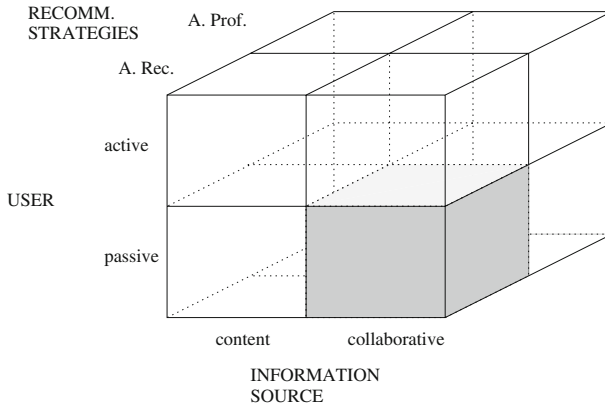 RECOMM.
STRATEGIES
A. Prof.
A. Rec.
active
USER
passive
content
collaborative
INFORMATION
SOURCE